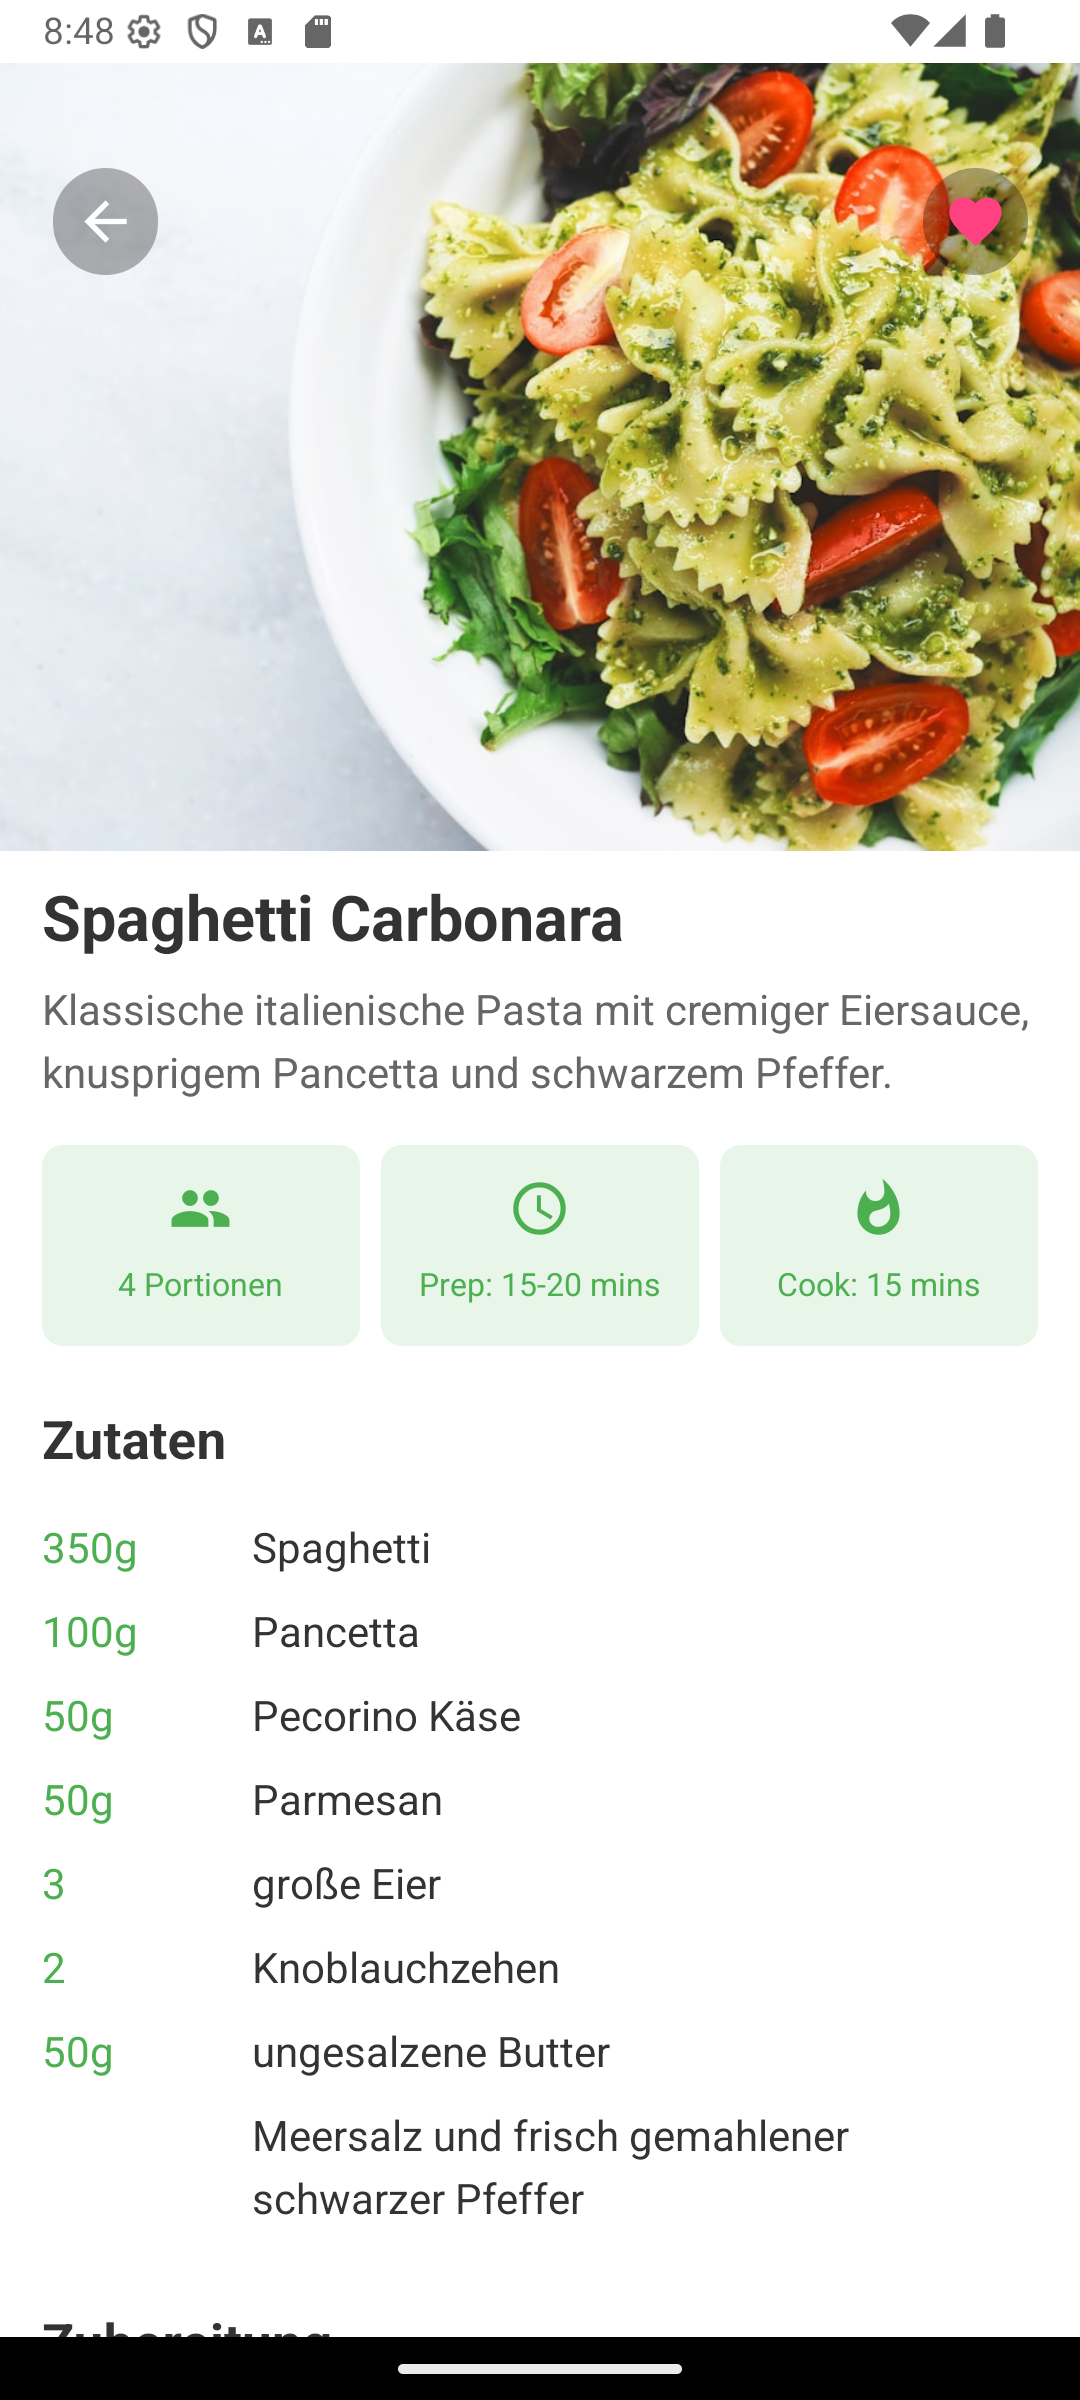 8:48
Spaghetti Carbonara
Klassische italienische Pasta mit cremiger Eiersauce,
knusprigem Pancetta und schwarzem Pfeffer.
4 Portionen
Prep: 15-20 mins
Cook: 15 mins
Zutaten
350g Spaghetti
100g Pancetta
50g Pecorino Käse
50g Parmesan
3 große Eier
2 Knoblauchzehen
50g ungesalzene Butter
Meersalz und frisch gemahlener
schwarzer Pfeffer
Zubereitung